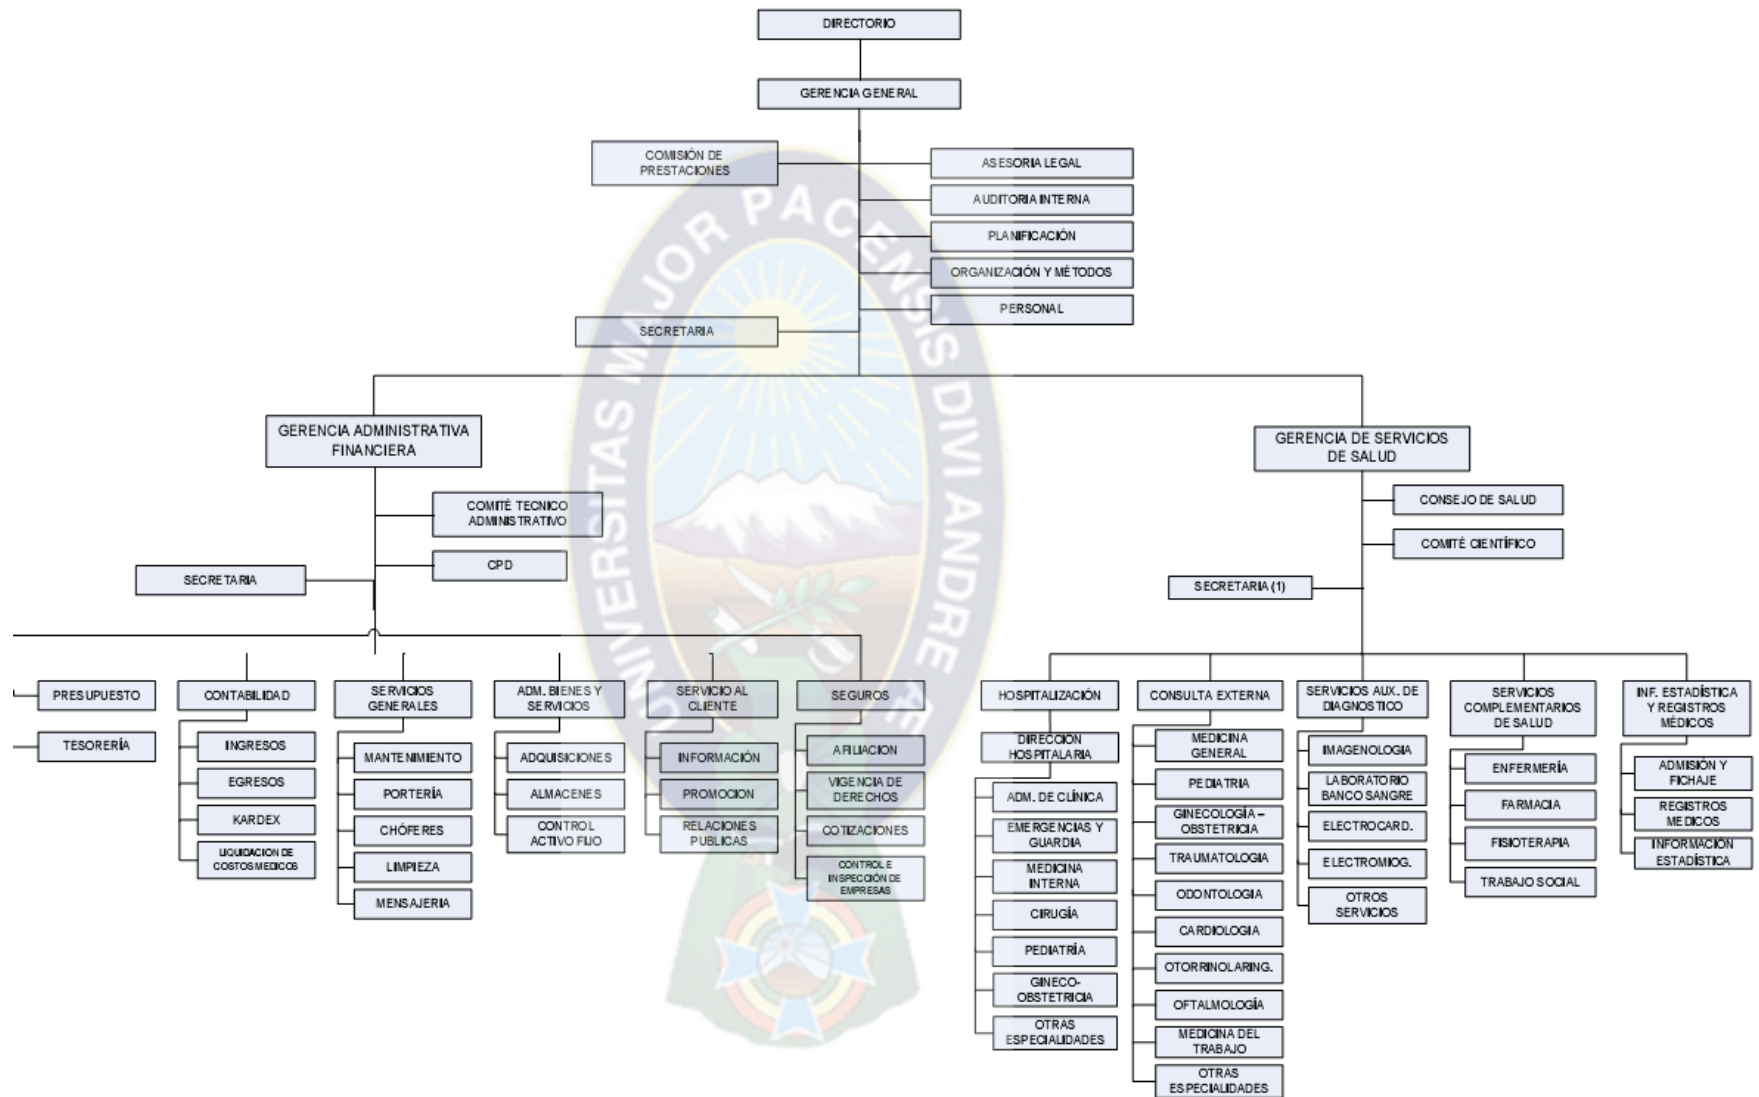 DIRECTORIO
GERENCIA GENERAL
COMISIÓN DE
PRESTACIONES
ASESORIA LEGAL
AUDITORIA INTERNA
PLANIFICACIÓN
ORGANIZACIÓN Y MÉTODOS
PERSONAL
SECRETARIA
UNIVERSITAS MAJOR PACENSIS DIVI ANDRE Æ
GERENCIA ADMINISTRATIVA
FINANCIERA
COMITÉ TECNICO
ADMINISTRATIVO
CPD
SECRETARIA
GERENCIA DE SERVICIOS
DE SALUD
CONSEJO DE SALUD
COMITÉ CIENTÍFICO
SECRETARIA (1)
PRESUPUESTO
TESORERÍA
CONTABILIDAD
INGRESOS
EGRESOS
KARDEX
LIQUIDACION DE
COSTOS MEDICOS
SERVICIOS
GENERALES
MANTENIMIENTO
PORTERÍA
CHÓFERES
LIMPIEZA
MENSAJERIA
ADM. BIENES Y
SERVICIOS
ADQUISICIONES
ALMACENES
CONTROL
ACTIVO FIJO
SERVICIO AL
CLIENTE
INFORMACIÓN
PROMOCION
RELACIONES
PUBLICAS
SEGUROS
AFILIACION
VIGENCIA DE
DERECHOS
COTIZACIONES
CONTROL E
INSPECCIÓN DE
EMPRESAS
HOSPITALIZACIÓN
DIRECCIÓN
HOSPITALARIA
ADM. DE CLÍNICA
EMERGENCIAS Y
GUARDIA
MEDICINA
INTERNA
CIRUGÍA
PEDIATRÍA
GINECO-
OBSTETRICIA
OTRAS
ESPECIALIDADES
CONSULTA EXTERNA
MEDICINA
GENERAL
PEDIATRIA
GINECOLOGÍA –
OBSTETRICIA
TRAUMATOLOGIA
ODONTOLOGIA
CARDIOLOGIA
OTORRINOLARING.
OFTALMOLOGÍA
MEDICINA DEL
TRABAJO
OTRAS
ESPECIALIDADES
SERVICIOS AUX. DE
DIAGNOSTICO
IMAGENOLOGIA
LABORATORIO
BANCO SANGRE
ELECTROCARD.
ELECTROMIOG.
OTROS
SERVICIOS
SERVICIOS
COMPLEMENTARIOS
DE SALUD
ENFERMERÍA
FARMACIA
FISIOTERAPIA
TRABAJO SOCIAL
INF. ESTADÍSTICA
Y REGISTROS
MÉDICOS
ADMISIÓN Y
FICHAJE
REGISTROS
MEDICOS
INFORMACIÓN
ESTADÍSTICA